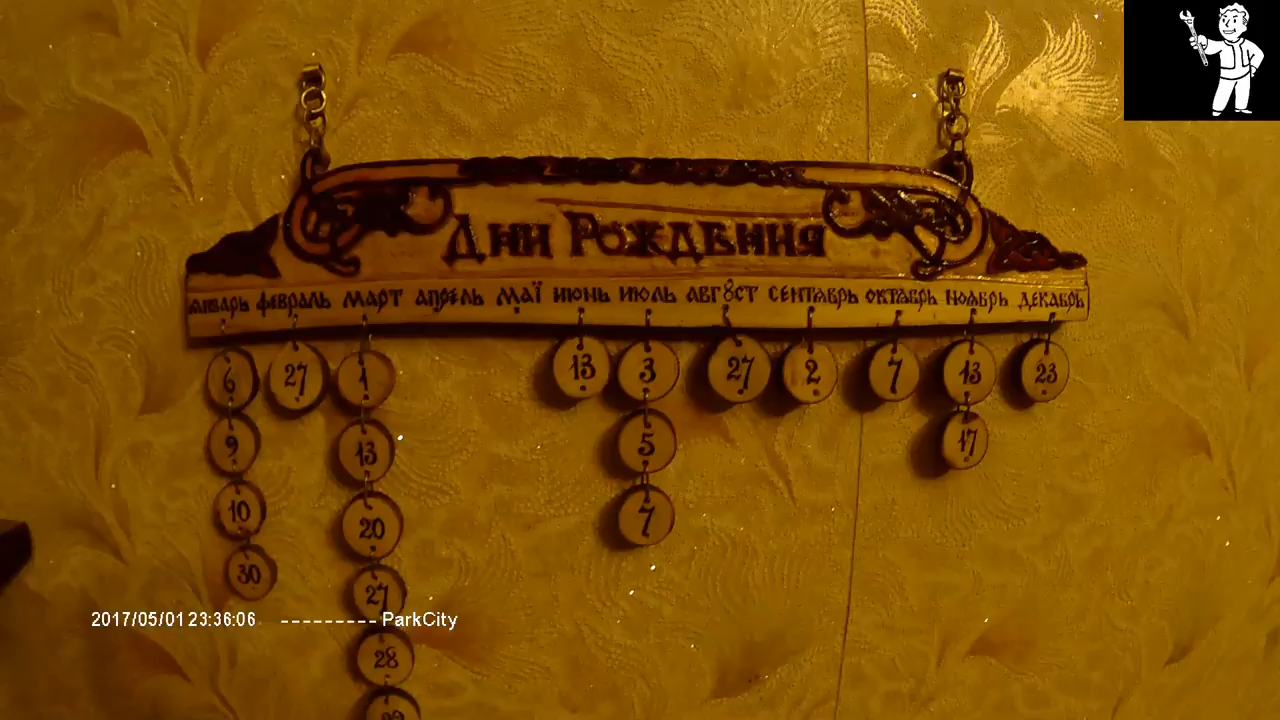 Дни Рождения
январь февраль март апрель маї июнь июль авгȣст сентябрь октябрь ноябрь декабрь
6 27 1 13 3 27 2 7 13 23
9 13 5 17
10 20 7
30 27
2017/05/01 23:36:06 --------- ParkCity
28